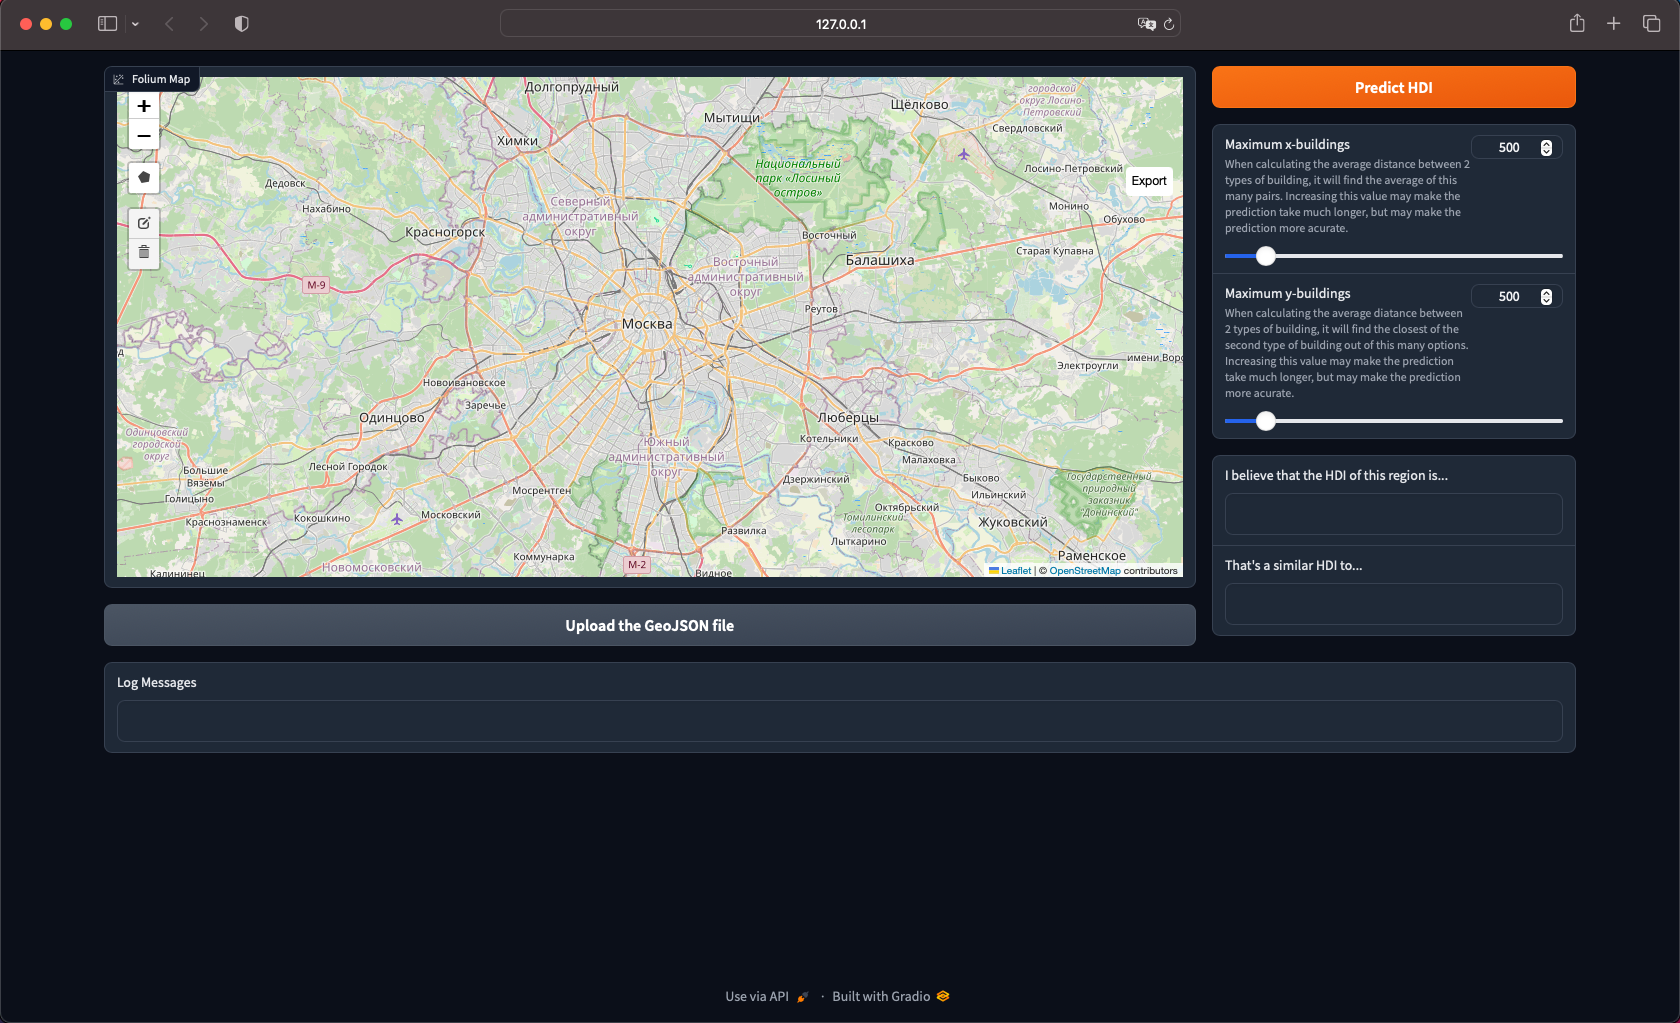 127.0.0.1
Folium Map
+
−
Долгопрудный
Мытищи
Щёлково
городской
округ Лосино-
Петровский
Свердловский
Химки
Национальный
парк «Лосиный
остров»
Лосино-Петровский
Export
Дедовск
Нахабино
Северный
административный
округ
Монино
Обухово
Красногорск
Восточный
Старая Купавна
Балашиха
Восточный
административный
округ
М-9
Реутов
Москва
имени Воро
Электроугли
Новоивановское
Заречье
Одинцово
Люберцы
Одинцовский
городской
округ
Котельники
Красково
Южный
административный
округ
Малаховка
Большие
Вяземы
Лесной Городок
Дзержинский
Быково
Государственный
природный
заказник
"Донинский"
Голицыно
Мосрентген
Ильинский
Октябрьский
Краснознаменск
Кокошкино
Московский
Томилинский
лесопарк
Жуковский
Развилка
Лыткарино
Коммунарка
Раменское
Новомосковский
М-2
Калининец
Видное
Leaflet | © OpenStreetMap contributors
Upload the GeoJSON file
Predict HDI
Maximum x-buildings
500
When calculating the average distance between 2
types of building, it will find the average of this
many pairs. Increasing this value may make the
prediction take much longer, but may make the
prediction more acurate.
Maximum y-buildings
500
When calculating the average diatance between
2 types of building, it will find the closest of the
second type of building out of this many options.
Increasing this value may make the prediction
take much longer, but may make the prediction
more acurate.
I believe that the HDI of this region is...
That's a similar HDI to...
Log Messages
Use via API · Built with Gradio